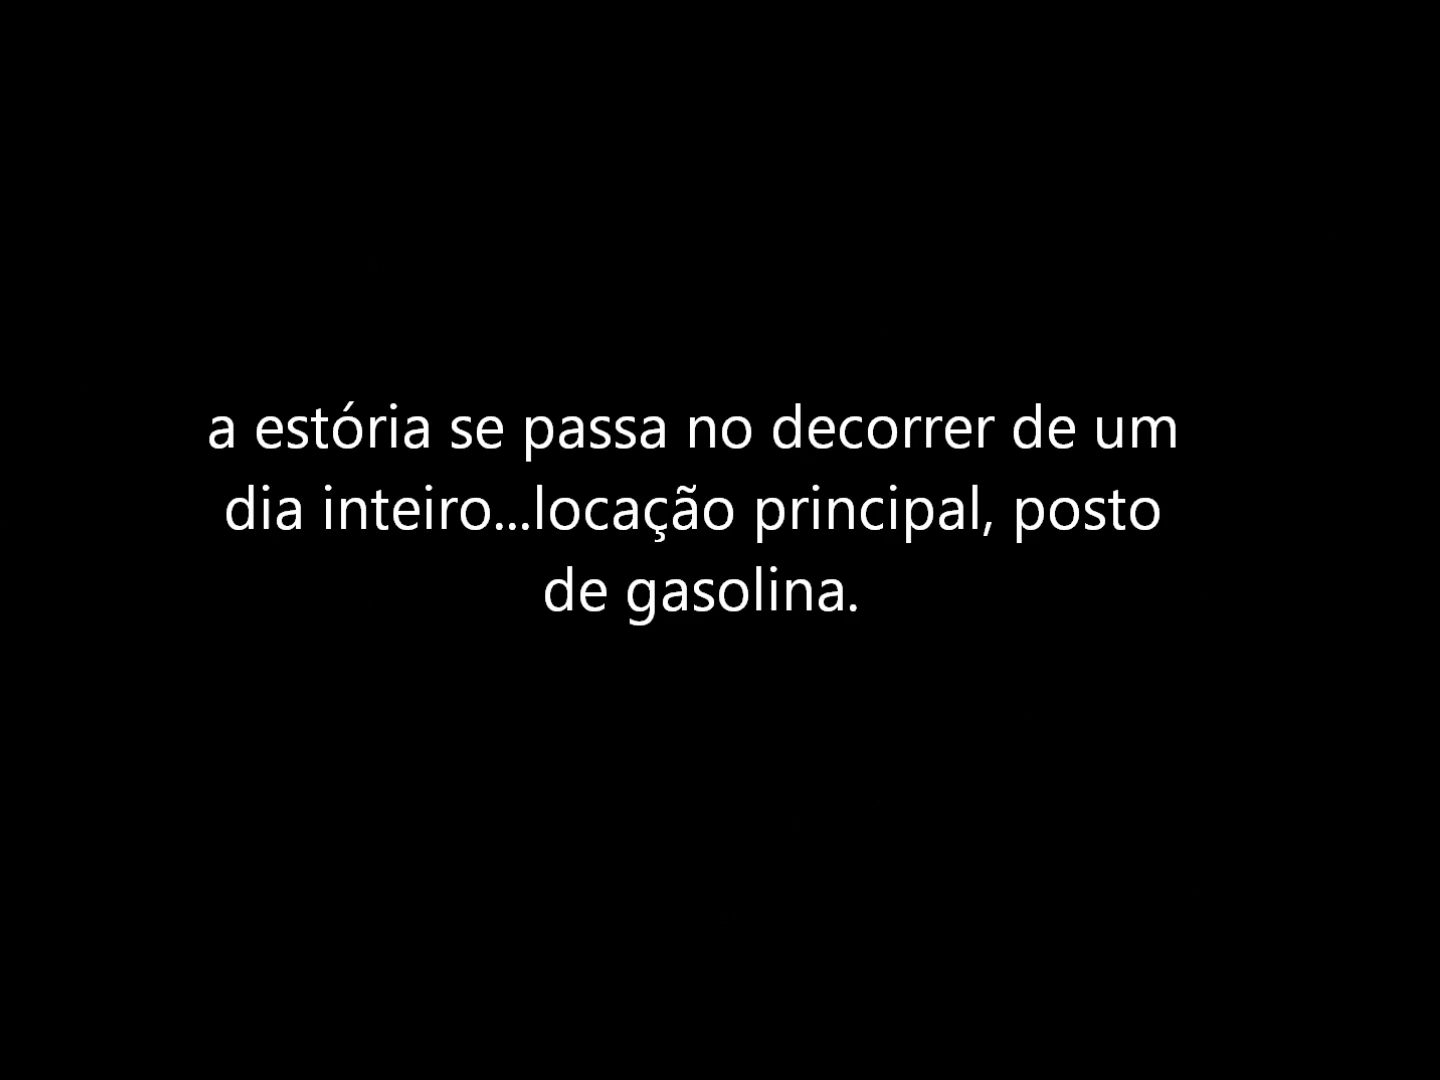 a estória se passa no decorrer de um
dia inteiro...locação principal, posto
de gasolina.